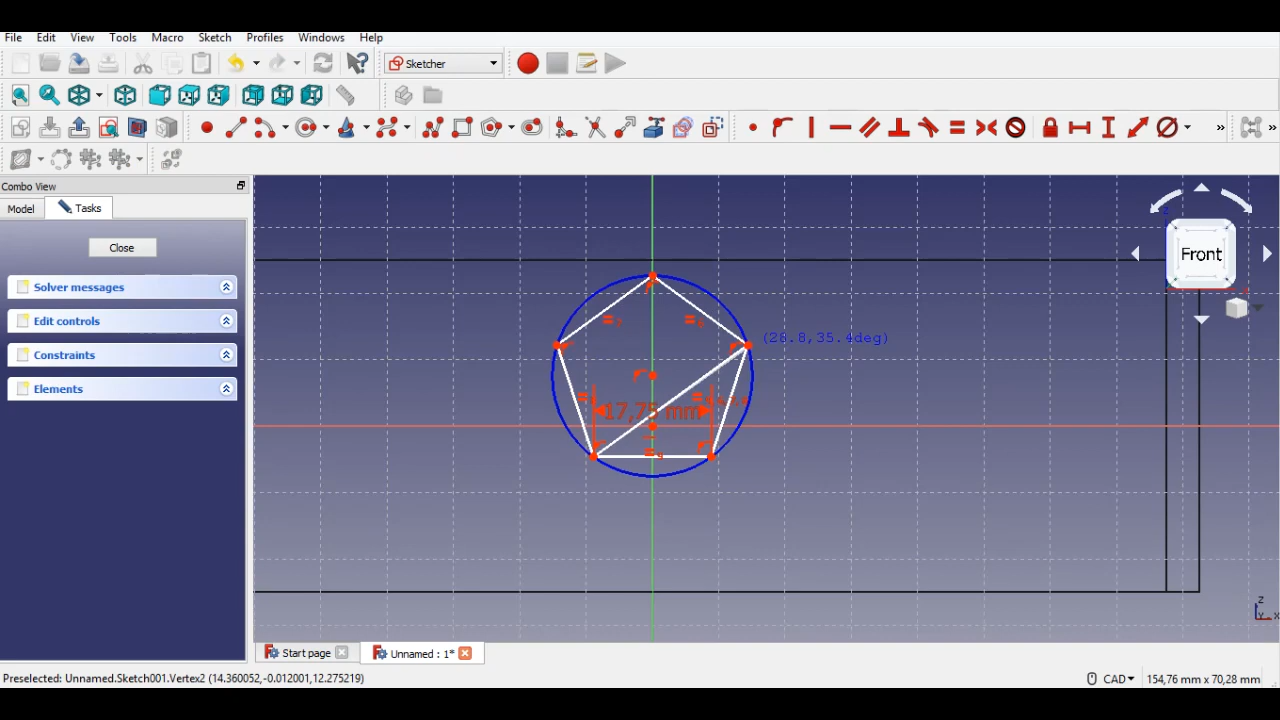 File Edit View Tools Macro Sketch Profiles Windows Help
Sketcher
Combo View
Model Tasks
Close
Solver messages
Edit controls
Constraints
Elements
Front
(28.8,35.4deg)
17,75 mm
Start page Unnamed : 1*
Preselected: Unnamed.Sketch001.Vertex2 (14.360052,-0.012001,12.275219) CAD 154,76 mm x 70,28 mm